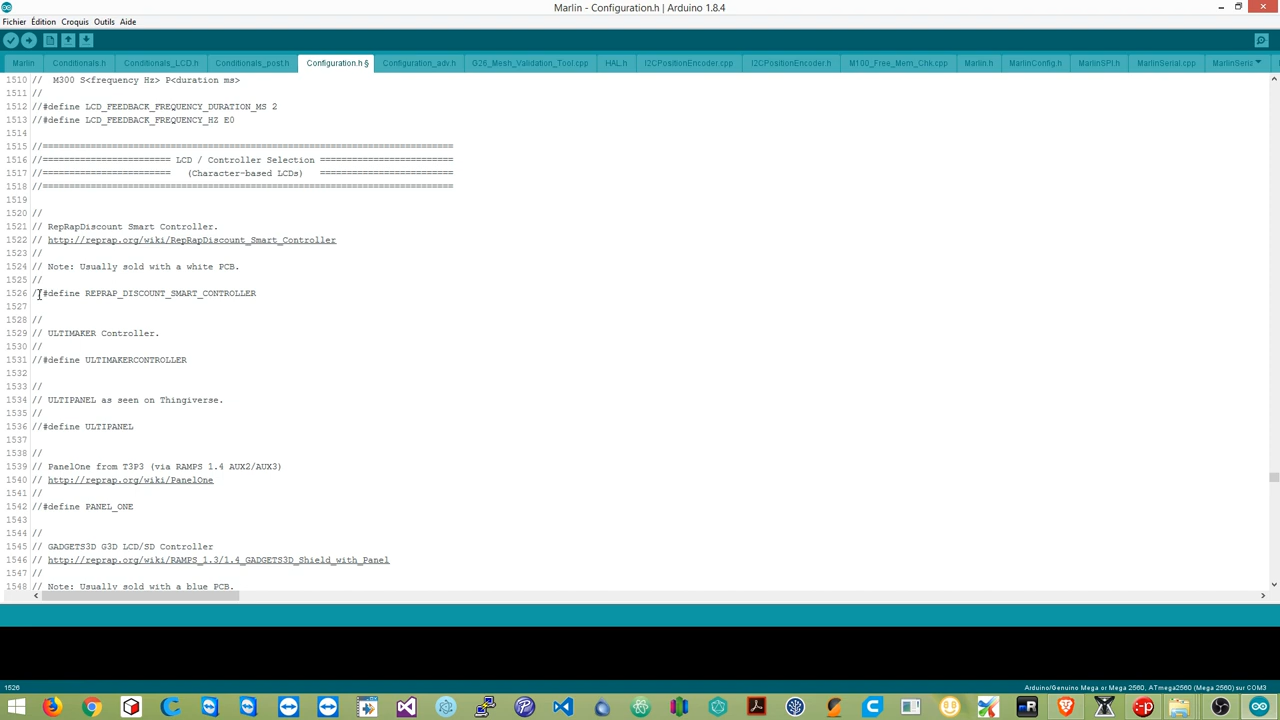 Marlin - Configuration.h | Arduino 1.8.4
Fichier Édition Croquis Outils Aide
Marlin Conditionals.h Conditionals_LCD.h Conditionals_post.h Configuration.h § Configuration_adv.h G26_Mesh_Validation_Tool.cpp HAL.h I2CPositionEncoder.cpp I2CPositionEncoder.h M100_Free_Mem_Chk.cpp Marlin.h MarlinConfig.h MarlinSPI.h MarlinSerial.cpp MarlinSeria
1510 //  M300 S<frequency Hz> P<duration ms>
1511 //
1512 //#define LCD_FEEDBACK_FREQUENCY_DURATION_MS 2
1513 //#define LCD_FEEDBACK_FREQUENCY_HZ E0
1514
1515 //=============================================================================
1516 //======================== LCD / Controller Selection =========================
1517 //========================   (Character-based LCDs)   =========================
1518 //=============================================================================
1519
1520 //
1521 // RepRapDiscount Smart Controller.
1522 // http://reprap.org/wiki/RepRapDiscount_Smart_Controller
1523 //
1524 // Note: Usually sold with a white PCB.
1525 //
1526 //#define REPRAP_DISCOUNT_SMART_CONTROLLER
1527
1528 //
1529 // ULTIMAKER Controller.
1530 //
1531 //#define ULTIMAKERCONTROLLER
1532
1533 //
1534 // ULTIPANEL as seen on Thingiverse.
1535 //
1536 //#define ULTIPANEL
1537
1538 //
1539 // PanelOne from T3P3 (via RAMPS 1.4 AUX2/AUX3)
1540 // http://reprap.org/wiki/PanelOne
1541 //
1542 //#define PANEL_ONE
1543
1544 //
1545 // GADGETS3D G3D LCD/SD Controller
1546 // http://reprap.org/wiki/RAMPS_1.3/1.4_GADGETS3D_Shield_with_Panel
1547 //
1548 // Note: Usually sold with a blue PCB.
1526 Arduino/Genuino Mega or Mega 2560, ATmega2560 (Mega 2560) sur COM3